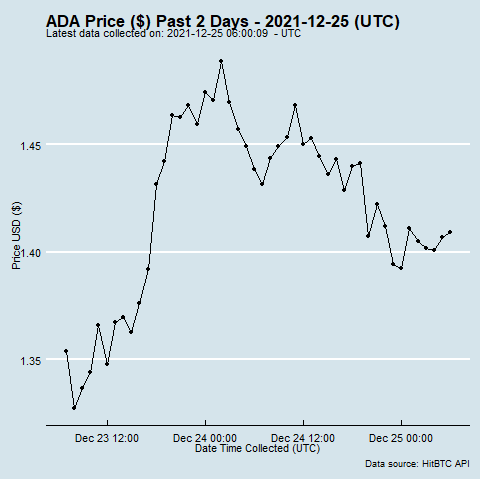 ADA Price ($) Past 2 Days - 2021-12-25 (UTC)
Latest data collected on: 2021-12-25 06:00:09 - UTC
Price USD ($)
1.45
1.40
1.35
Dec 23 12:00 Dec 24 00:00 Dec 24 12:00 Dec 25 00:00
Date Time Collected (UTC)
Data source: HitBTC API